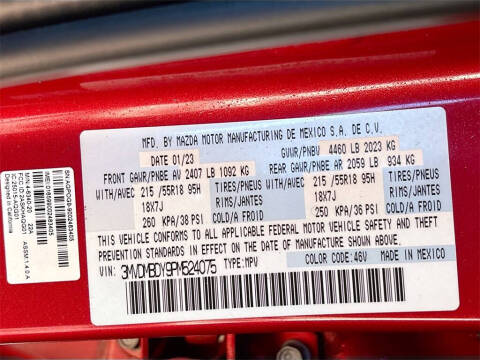 MFD. BY MAZDA MOTOR MANUFACTURING DE MEXICO S.A. DE C.V.
DATE 01/23 GVWR/PNBV 4460 LB 2023 KG
FRONT GAWR/PNBE AV 2407 LB 1092 KG REAR GAWR/PNBE AR 2059 LB 934 KG
WITH/AVEC 215 /55R18 95H TIRES/PNEUS WITH/AVEC 215 /55R18 95H TIRES/PNEUS
18X7J RIMS/JANTES 18X7J RIMS/JANTES
260 KPA/38 PSI COLD/A FROID 250 KPA/36 PSI COLD/A FROID
THIS VEHICLE CONFORMS TO ALL APPLICABLE FEDERAL MOTOR VEHICLE SAFETY AND THEFT
PREVENTION STANDARDS IN EFFECT ON THE DATE OF MANUFACTURE SHOWN ABOVE.
VIN: 3MVDMBDY9PM524075 TYPE: MPV COLOR CODE: 46V MADE IN MEXICO
Designed in California